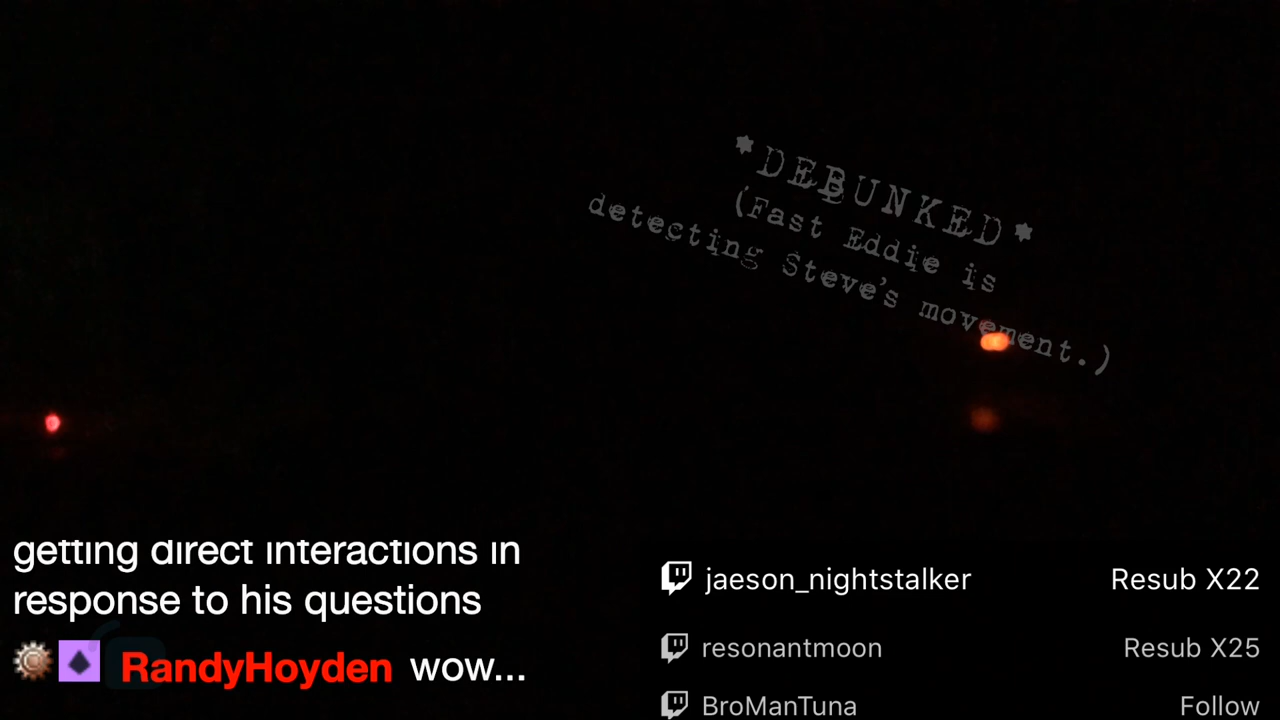 *DEBUNKED*
(Fast Eddie is
detecting Steve's movement.)
getting direct interactions in
response to his questions
RandyHoyden wow...
jaeson_nightstalker Resub X22
resonantmoon Resub X25
BroManTuna Follow